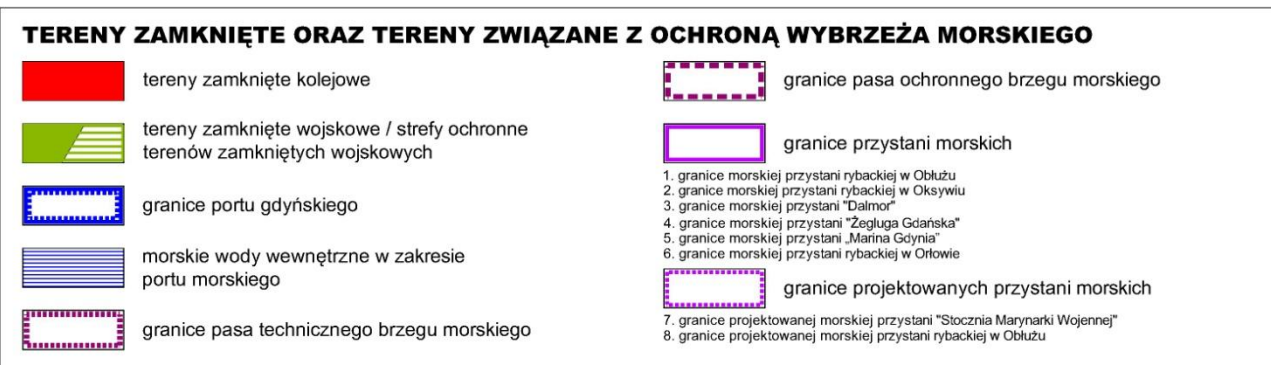 TERENY ZAMKNIĘTE ORAZ TERENY ZWIĄZANE Z OCHRONĄ WYBRZEŻA MORSKIEGO
tereny zamknięte kolejowe
tereny zamknięte wojskowe / strefy ochronne
terenów zamkniętych wojskowych
granice portu gdyńskiego
morskie wody wewnętrzne w zakresie
portu morskiego
granice pasa technicznego brzegu morskiego
granice pasa ochronnego brzegu morskiego
granice przystani morskich
1. granice morskiej przystani rybackiej w Obłużu
2. granice morskiej przystani rybackiej w Oksywiu
3. granice morskiej przystani "Dalmor"
4. granice morskiej przystani "Żegluga Gdańska"
5. granice morskiej przystani „Marina Gdynia”
6. granice morskiej przystani rybackiej w Orłowie
granice projektowanych przystani morskich
7. granice projektowanej morskiej przystani "Stocznia Marynarki Wojennej"
8. granice projektowanej morskiej przystani rybackiej w Obłużu